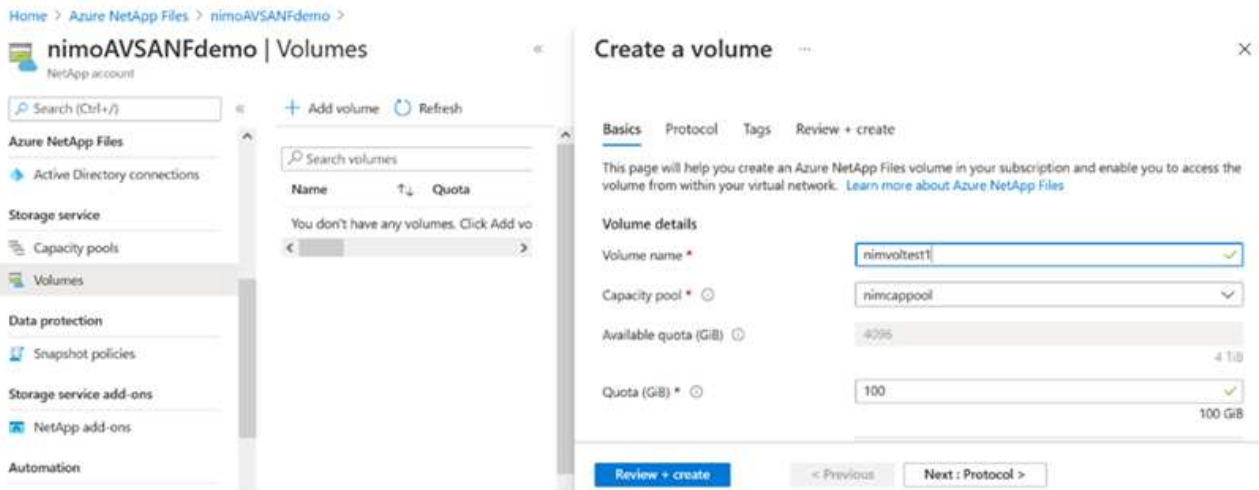 Home > Azure NetApp Files > nimoAVSANFdemo >
nimoAVSANFdemo | Volumes
NetApp account
Search (Ctrl+/)
Azure NetApp Files
Active Directory connections
Storage service
Capacity pools
Volumes
Data protection
Snapshot policies
Storage service add-ons
NetApp add-ons
Automation
+ Add volume Refresh
Search volumes
Name ↑↓ Quota
You don't have any volumes. Click Add vo
Create a volume ...
Basics Protocol Tags Review + create
This page will help you create an Azure NetApp Files volume in your subscription and enable you to access the
volume from within your virtual network. Learn more about Azure NetApp Files
Volume details
Volume name * nimvoltest1
Capacity pool * nimcappool
Available quota (GiB) 4096
4 TiB
Quota (GiB) * 100
100 GiB
Review + create < Previous Next : Protocol >